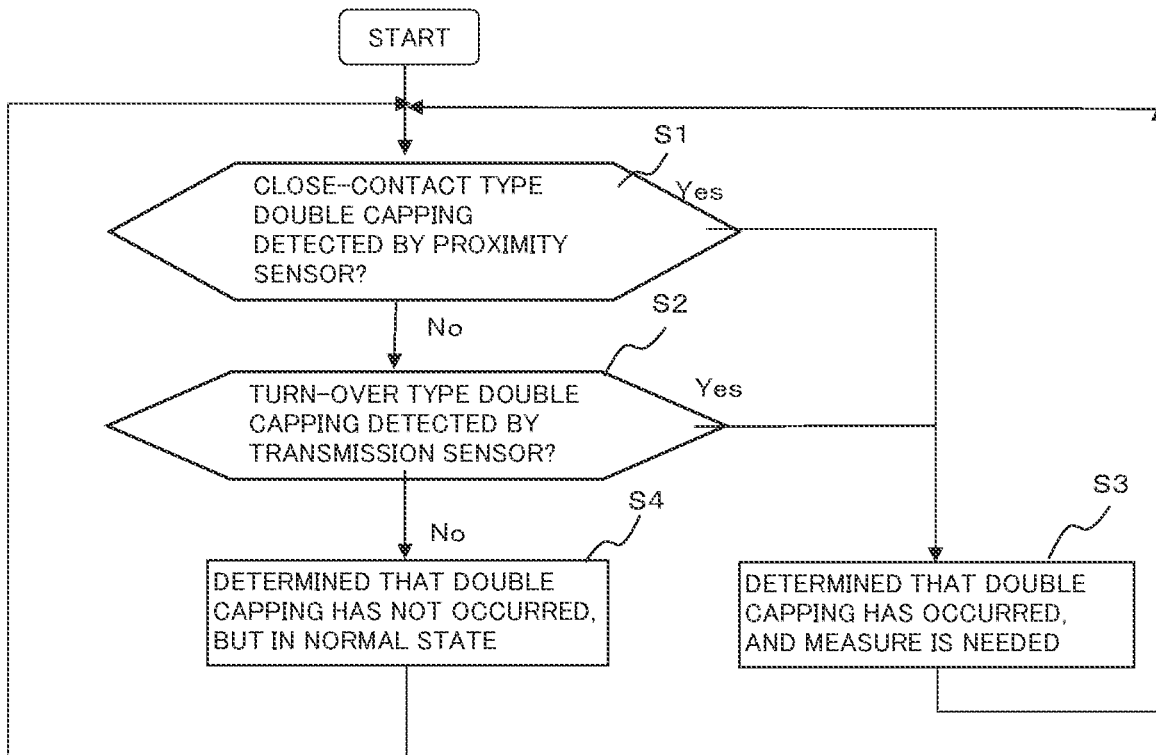 START
S1
CLOSE-CONTACT TYPE
DOUBLE CAPPING
DETECTED BY PROXIMITY
SENSOR?
Yes
No
S2
TURN-OVER TYPE DOUBLE
CAPPING DETECTED BY
TRANSMISSION SENSOR?
Yes
No
S4
DETERMINED THAT DOUBLE
CAPPING HAS NOT OCCURRED,
BUT IN NORMAL STATE
S3
DETERMINED THAT DOUBLE
CAPPING HAS OCCURRED,
AND MEASURE IS NEEDED